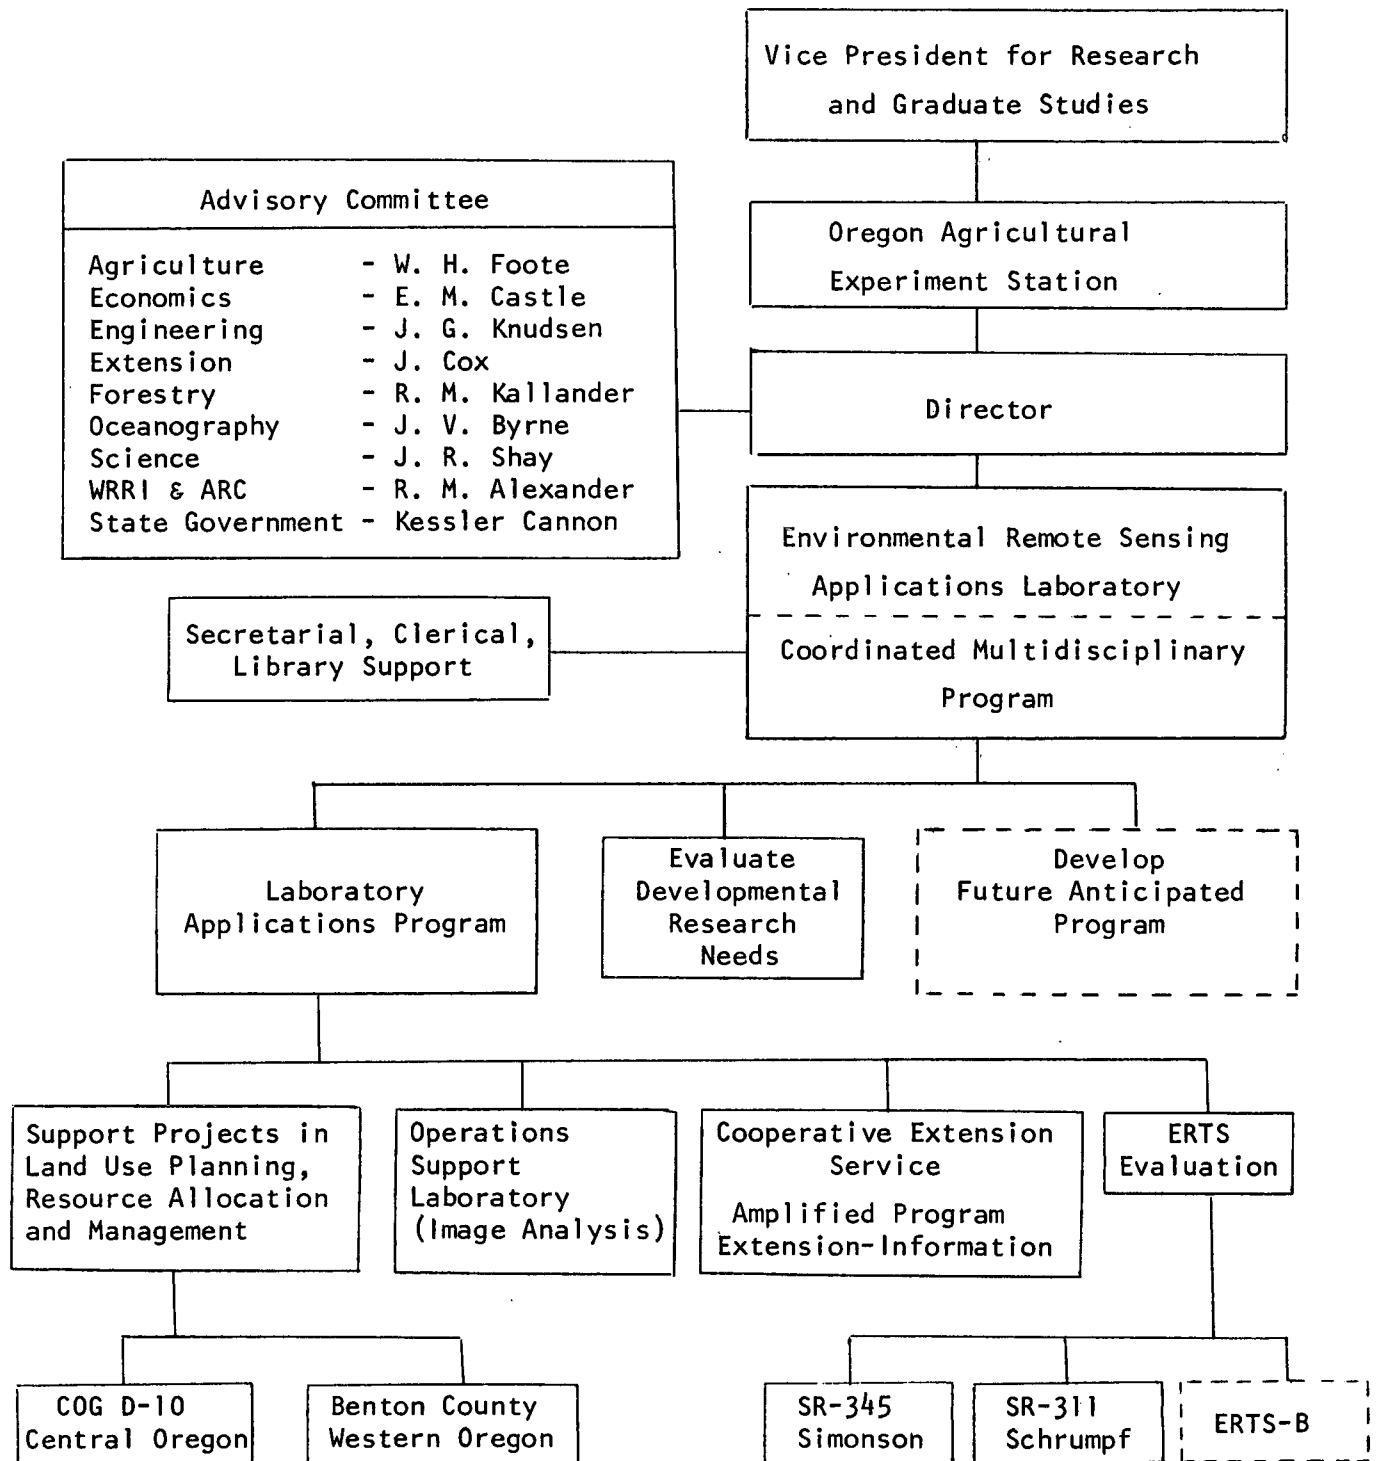 Vice President for Research
and Graduate Studies
Advisory Committee
Agriculture - W. H. Foote
Economics - E. M. Castle
Engineering - J. G. Knudsen
Extension - J. Cox
Forestry - R. M. Kallander
Oceanography - J. V. Byrne
Science - J. R. Shay
WRRI & ARC - R. M. Alexander
State Government - Kessler Cannon
Oregon Agricultural
Experiment Station
Director
Environmental Remote Sensing
Applications Laboratory
Coordinated Multidisciplinary
Program
Secretarial, Clerical,
Library Support
Laboratory
Applications Program
Evaluate
Developmental
Research
Needs
Develop
Future Anticipated
Program
Support Projects in
Land Use Planning,
Resource Allocation
and Management
Operations
Support
Laboratory
(Image Analysis)
Cooperative Extension
Service
Amplified Program
Extension-Information
ERTS
Evaluation
COG D-10
Central Oregon
Benton County
Western Oregon
SR-345
Simonson
SR-311
Schrumpf
ERTS-B